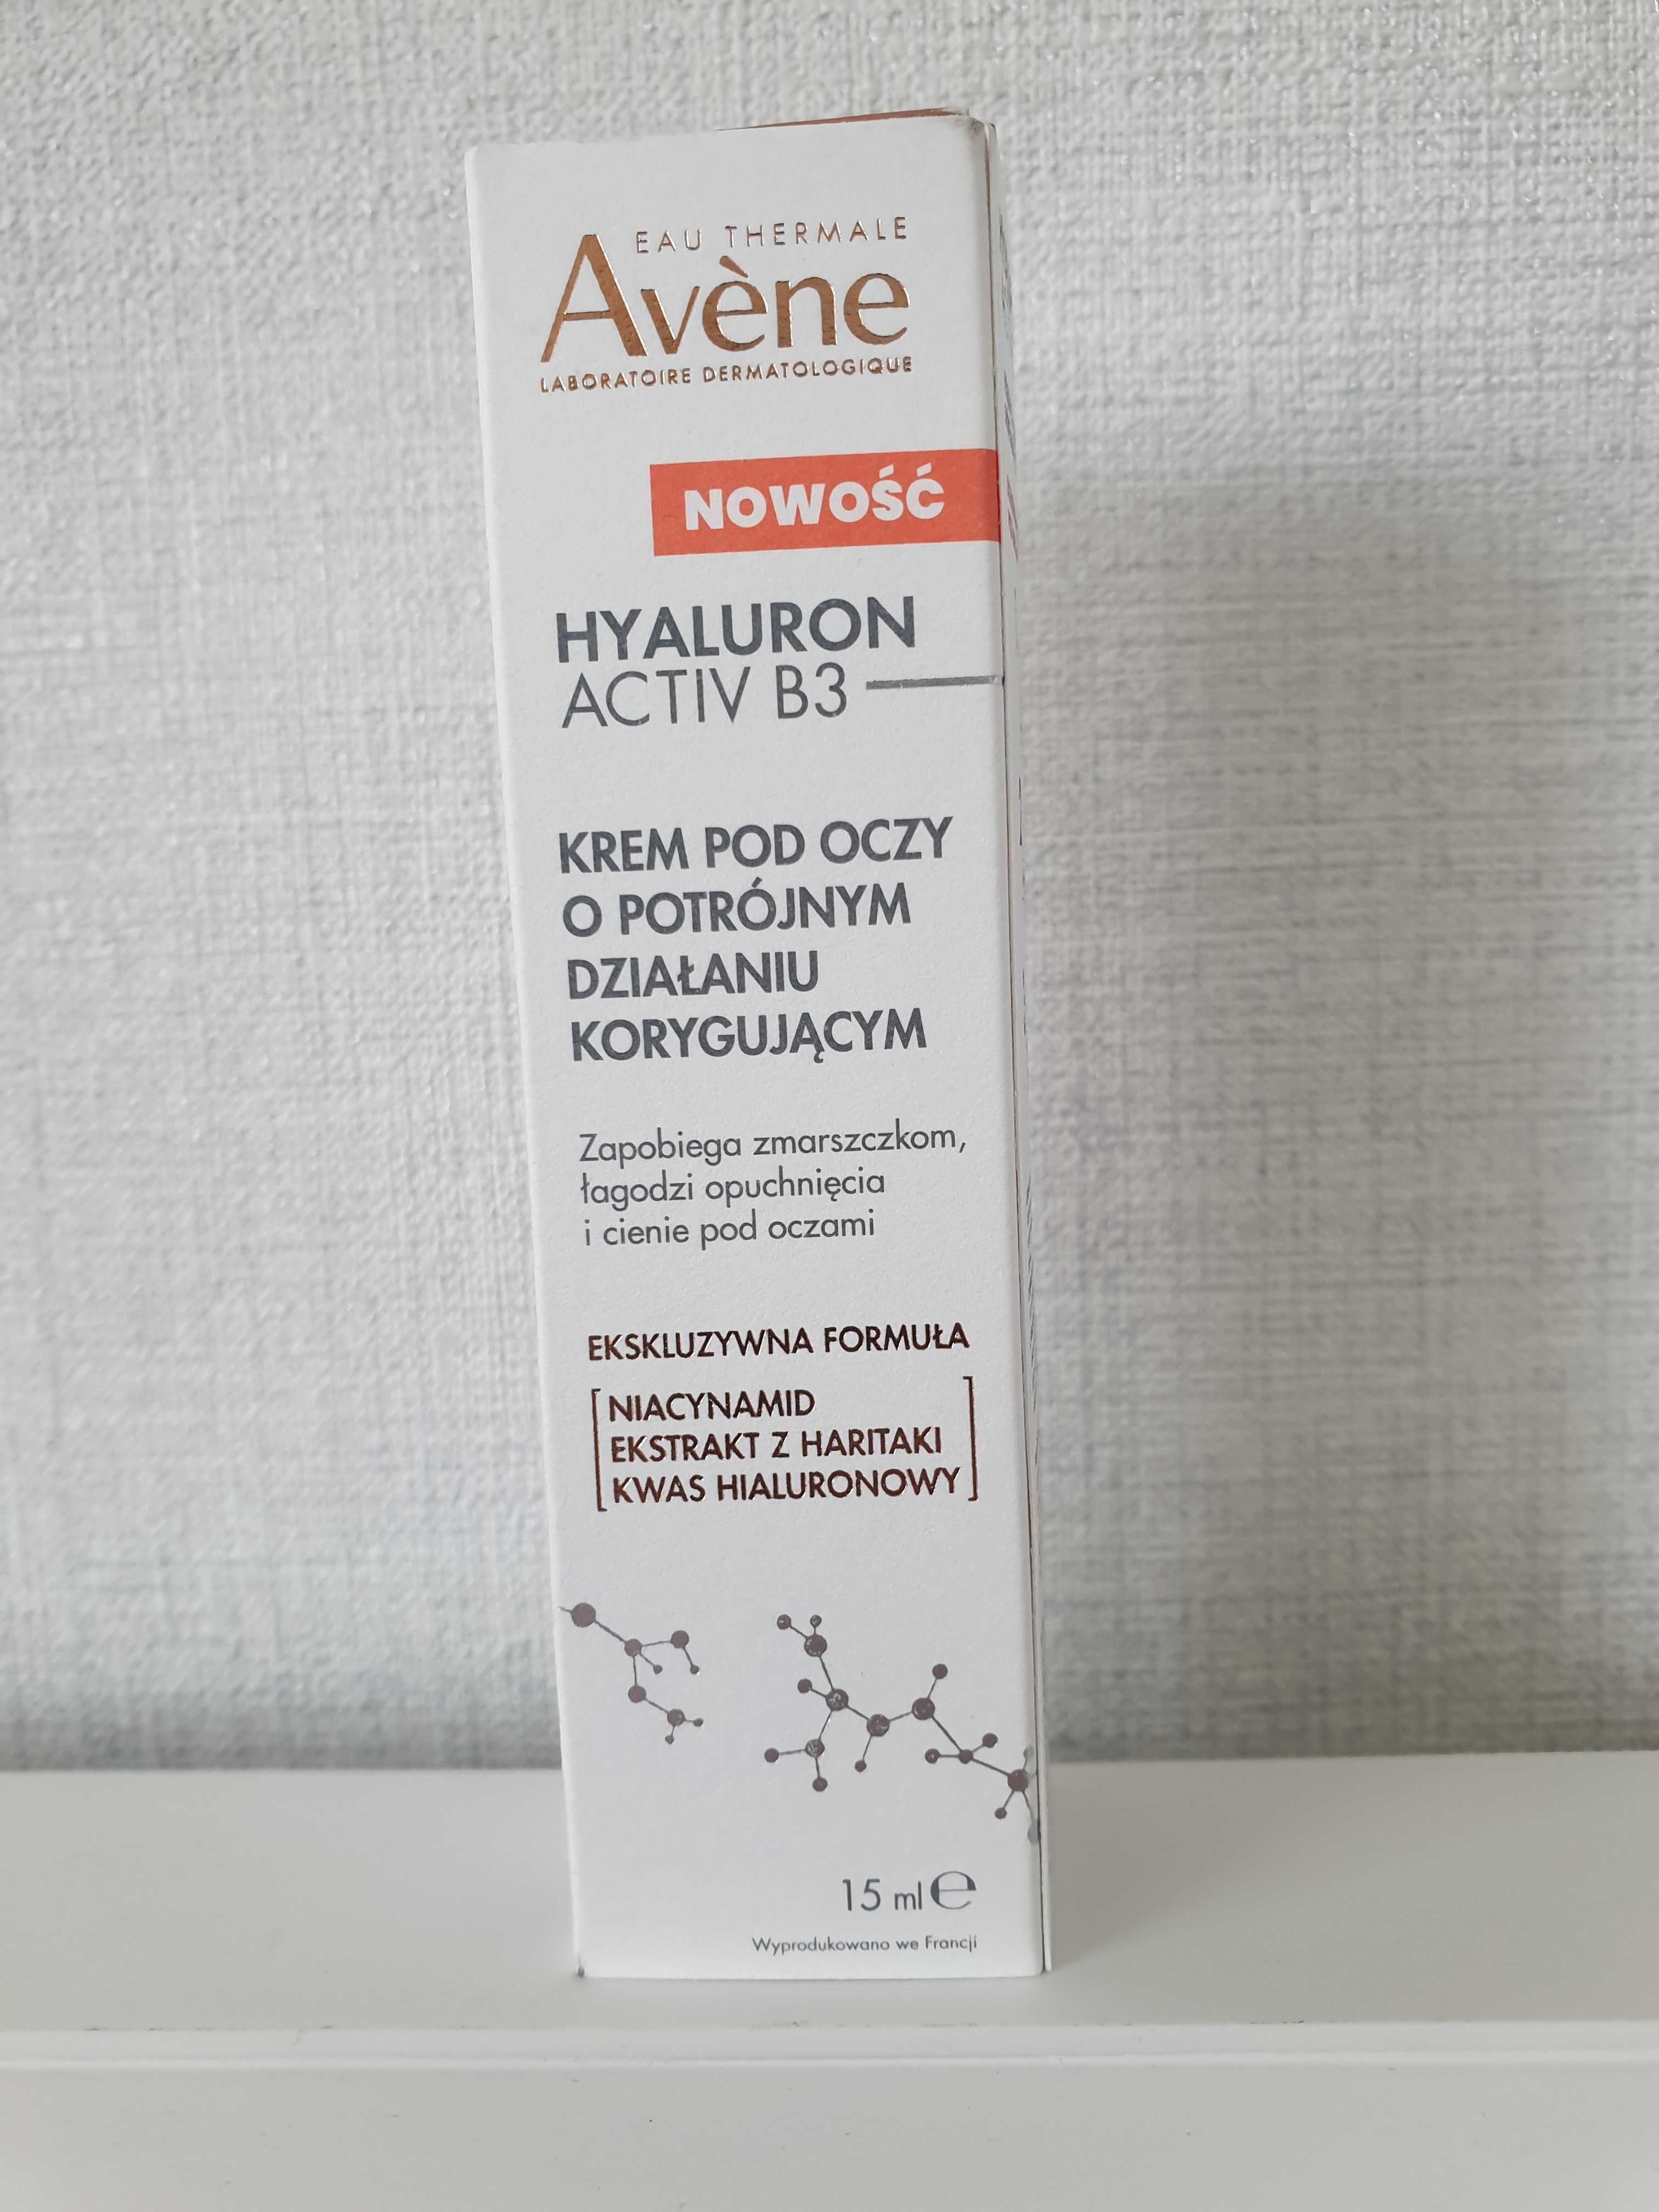 EAU THERMALE
Avène
LABORATOIRE DERMATOLOGIQUE
NOWOŚĆ
HYALURON
ACTIV B3
KREM POD OCZY
O POTRÓJNYM
DZIAŁANIU
KORYGUJĄCYM
Zapobiega zmarszczkom,
łagodzi opuchnięcia
i cienie pod oczami
EKSKLUZYWNA FORMUŁA
NIACYNAMID
EKSTRAKT Z HARITAKI
KWAS HIALURONOWY
15 ml ℮
Wyprodukowano we Francji